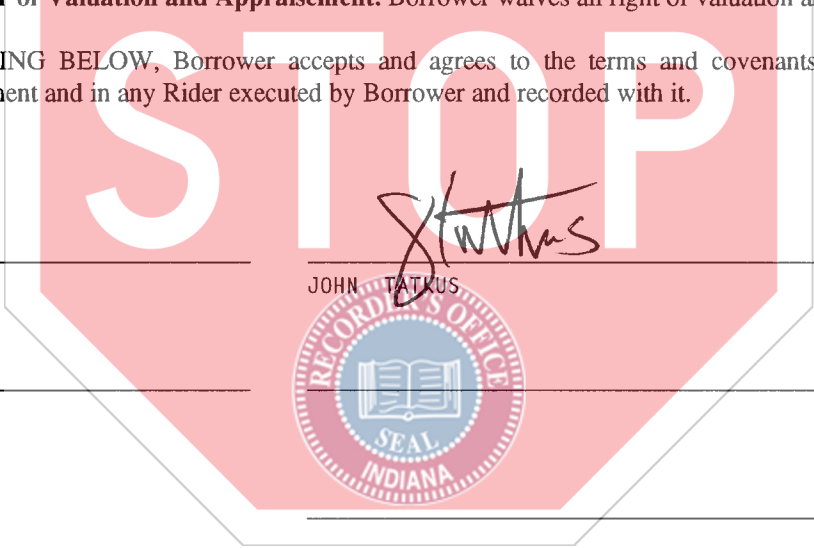 of Valuation and Appraisement. Borrower waives all right of valuation a
ING BELOW, Borrower accepts and agrees to the terms and covenants
ent and in any Rider executed by Borrower and recorded with it.
STOP
JOHN TATKUS
RECORDER'S OFFICE
SEAL
INDIANA